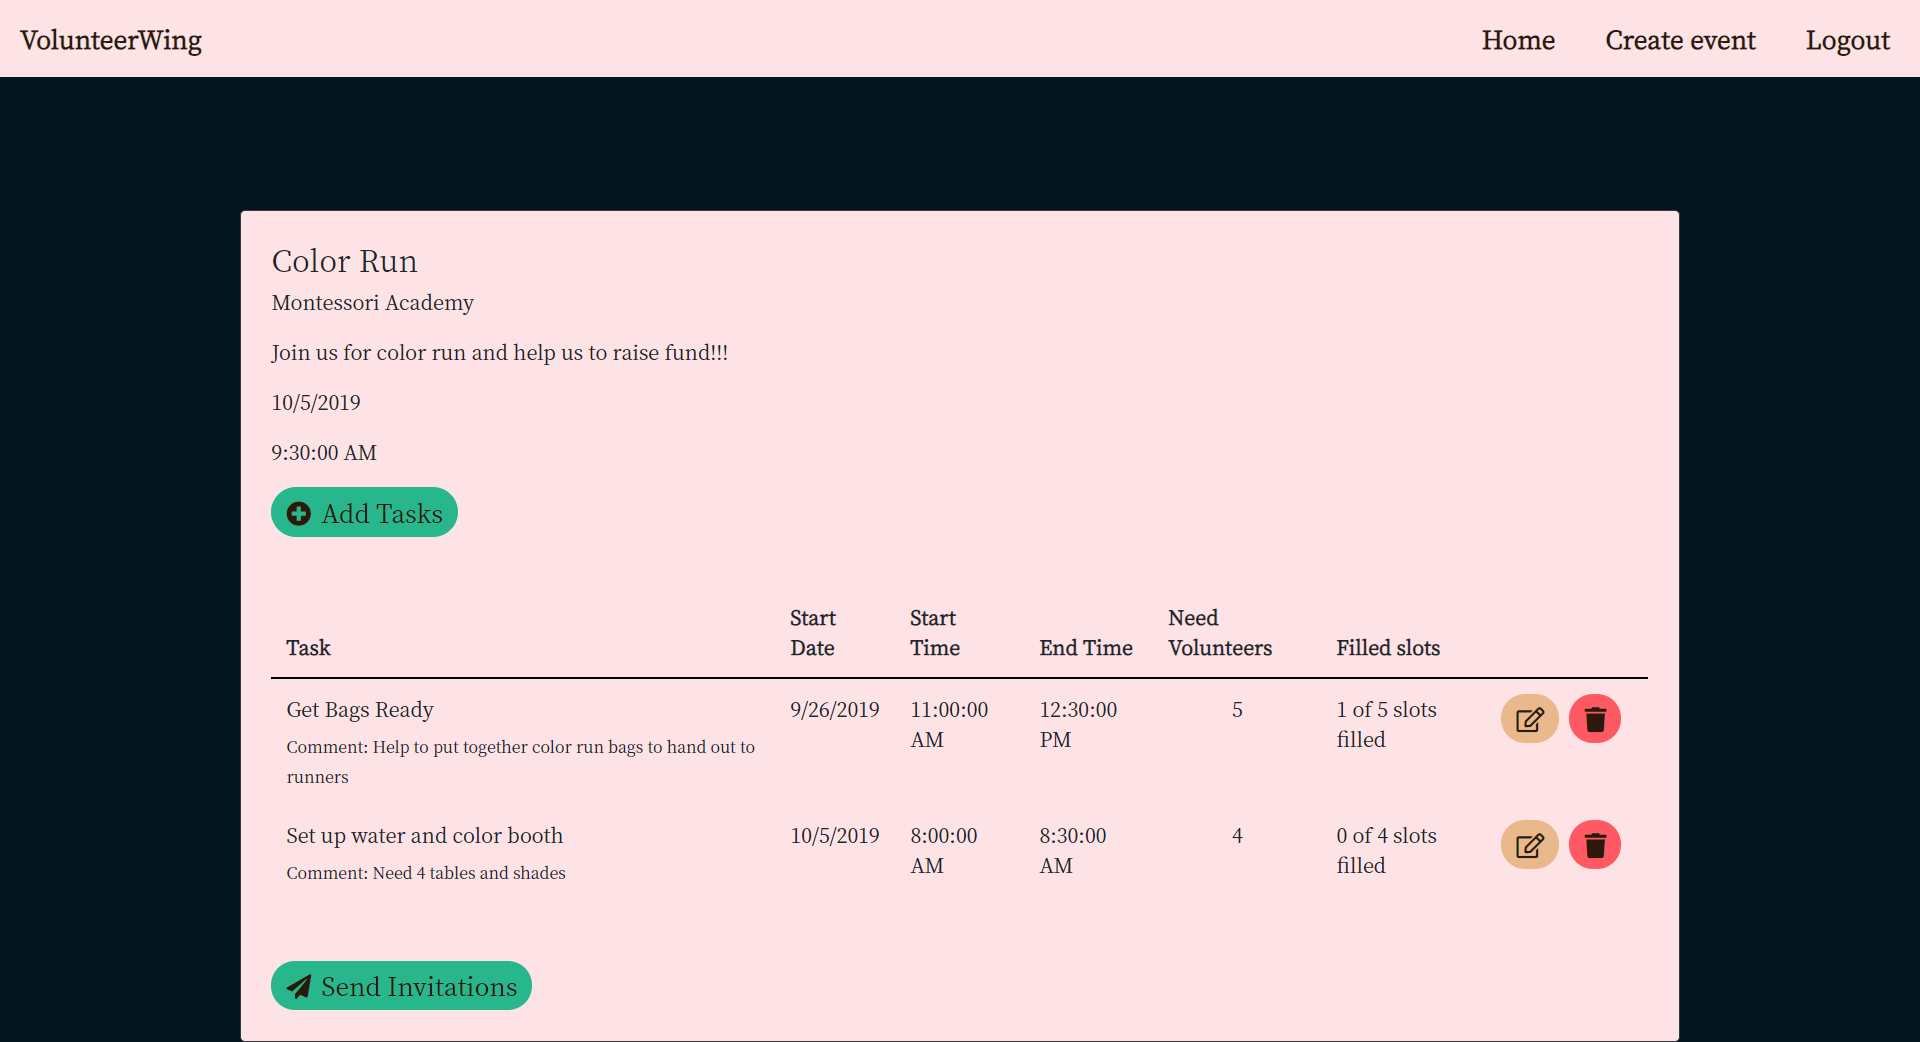 VolunteerWing Home Create event Logout
Color Run
Montessori Academy
Join us for color run and help us to raise fund!!!
10/5/2019
9:30:00 AM
Add Tasks
Task Start Date Start Time End Time Need Volunteers Filled slots
Get Bags Ready 9/26/2019 11:00:00 AM 12:30:00 PM 5 1 of 5 slots filled
Comment: Help to put together color run bags to hand out to
runners
Set up water and color booth 10/5/2019 8:00:00 AM 8:30:00 AM 4 0 of 4 slots filled
Comment: Need 4 tables and shades
Send Invitations